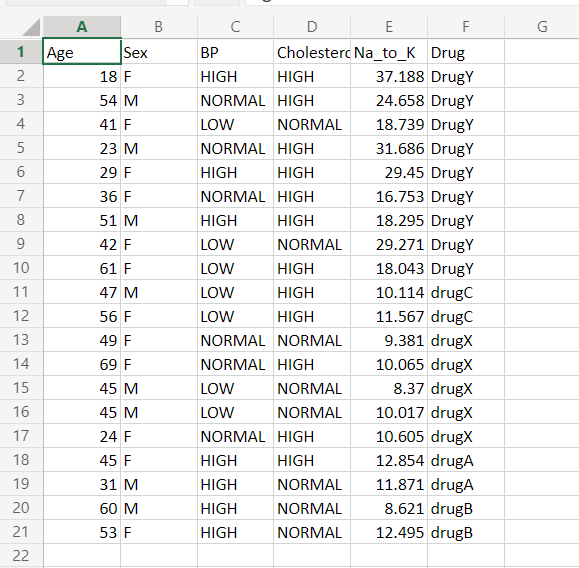 A B C D E F G
1 Age Sex BP Cholestero Na_to_K Drug
2 18 F HIGH HIGH 37.188 DrugY
3 54 M NORMAL HIGH 24.658 DrugY
4 41 F LOW NORMAL 18.739 DrugY
5 23 M NORMAL HIGH 31.686 DrugY
6 29 F HIGH HIGH 29.45 DrugY
7 36 F NORMAL HIGH 16.753 DrugY
8 51 M HIGH HIGH 18.295 DrugY
9 42 F LOW NORMAL 29.271 DrugY
10 61 F LOW HIGH 18.043 DrugY
11 47 M LOW HIGH 10.114 drugC
12 56 F LOW HIGH 11.567 drugC
13 49 F NORMAL NORMAL 9.381 drugX
14 69 F NORMAL HIGH 10.065 drugX
15 45 M LOW NORMAL 8.37 drugX
16 45 M LOW NORMAL 10.017 drugX
17 24 F NORMAL HIGH 10.605 drugX
18 45 F HIGH HIGH 12.854 drugA
19 31 M HIGH NORMAL 11.871 drugA
20 60 M HIGH NORMAL 8.621 drugB
21 53 F HIGH NORMAL 12.495 drugB
22